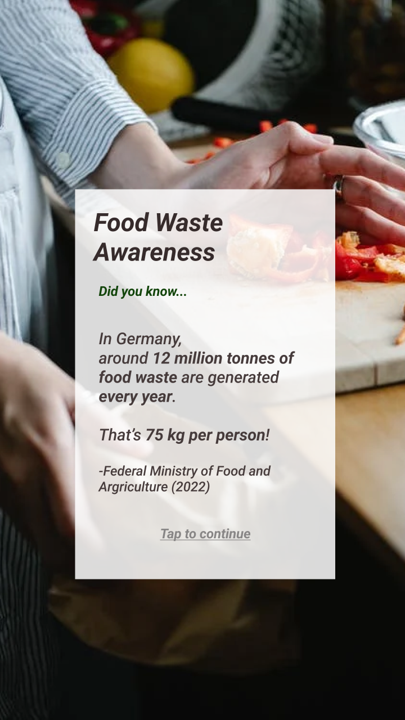 Food Waste
Awareness
Did you know...
In Germany,
around 12 million tonnes of
food waste are generated
every year.
That's 75 kg per person!
-Federal Ministry of Food and
Argriculture (2022)
Tap to continue